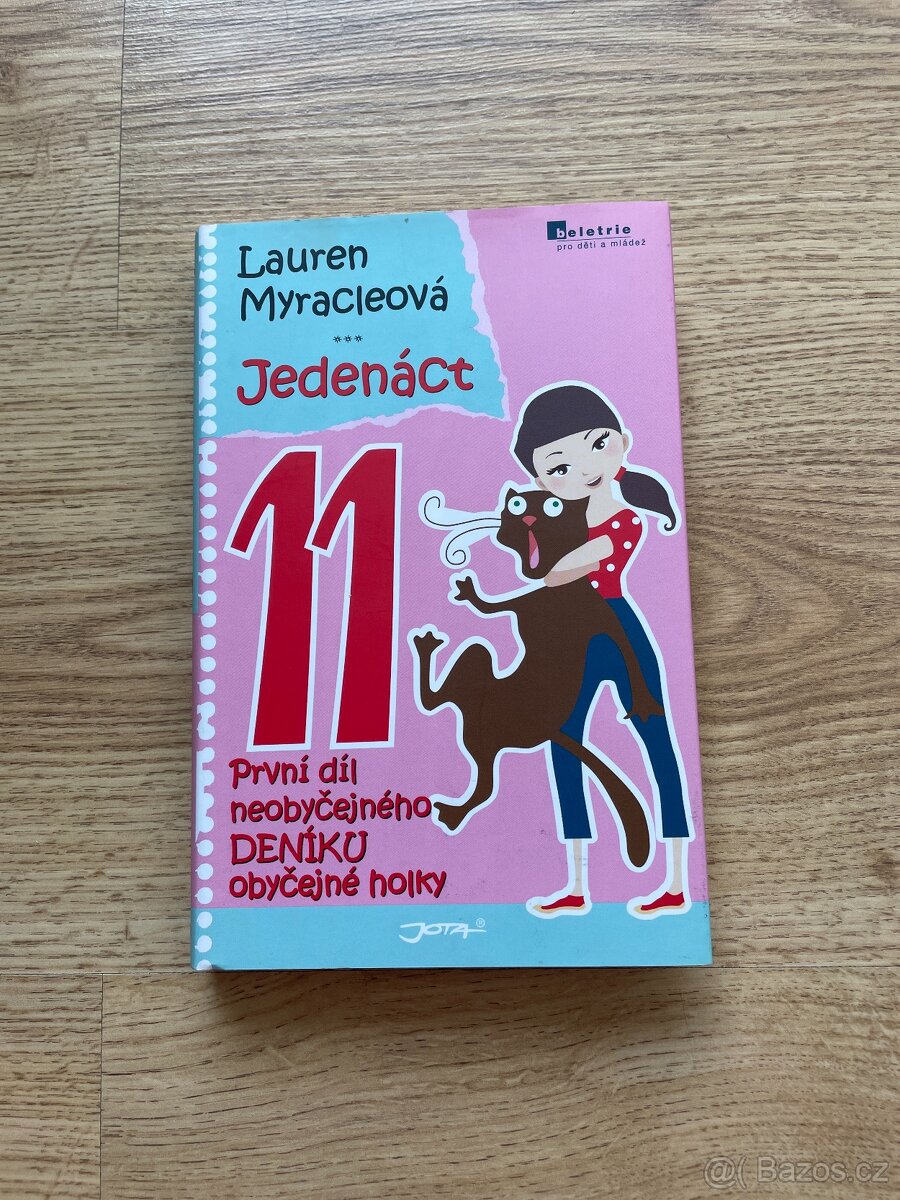 Lauren
Myracleová
***
Jedenáct
beletrie
pro děti a mládež
11
První díl
neobyčejného
DENÍKU
obyčejné holky
JOTA®
@( Bazos.cz